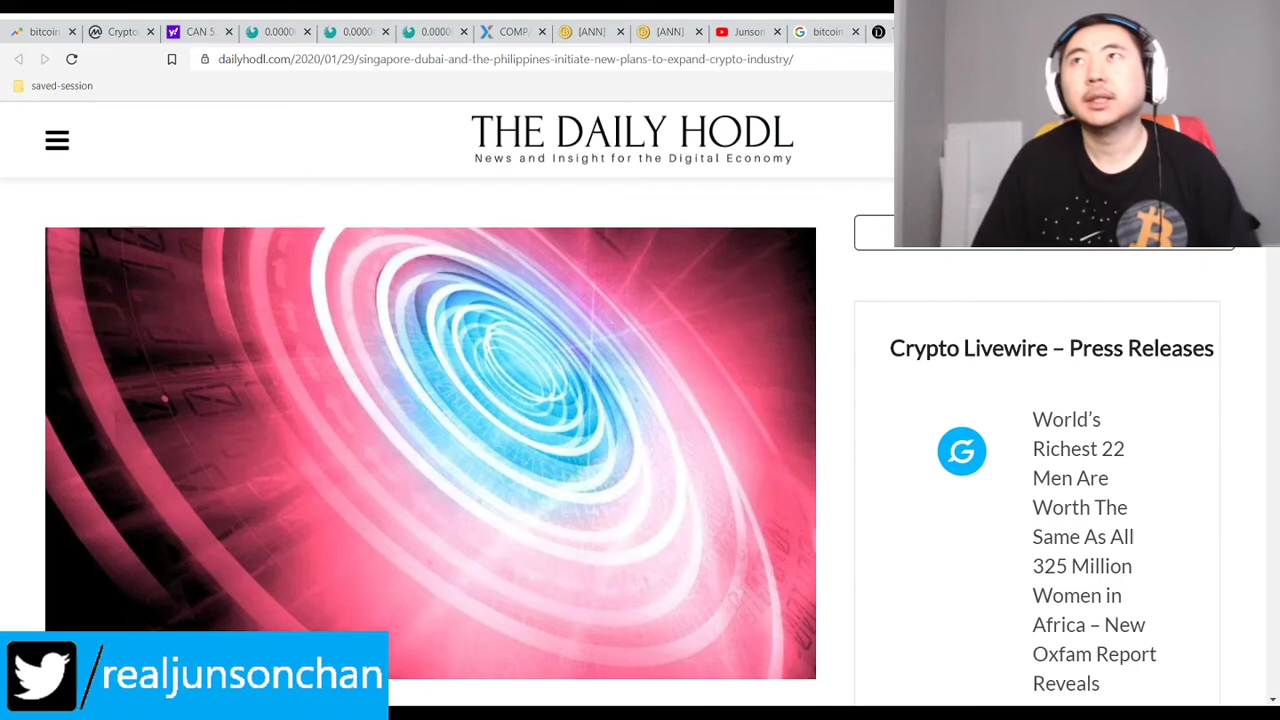 bitcoin
Crypto
CAN 5
0.0000
0.0000
0.0000
COMP
[ANN]
[ANN]
Junson
bitcoin
dailyhodl.com/2020/01/29/singapore-dubai-and-the-philippines-initiate-new-plans-to-expand-crypto-industry/
saved-session
THE DAILY HODL
News and Insight for the Digital Economy
Crypto Livewire – Press Releases
World’s
Richest 22
Men Are
Worth The
Same As All
325 Million
Women in
Africa – New
Oxfam Report
Reveals
/realjunsonchan